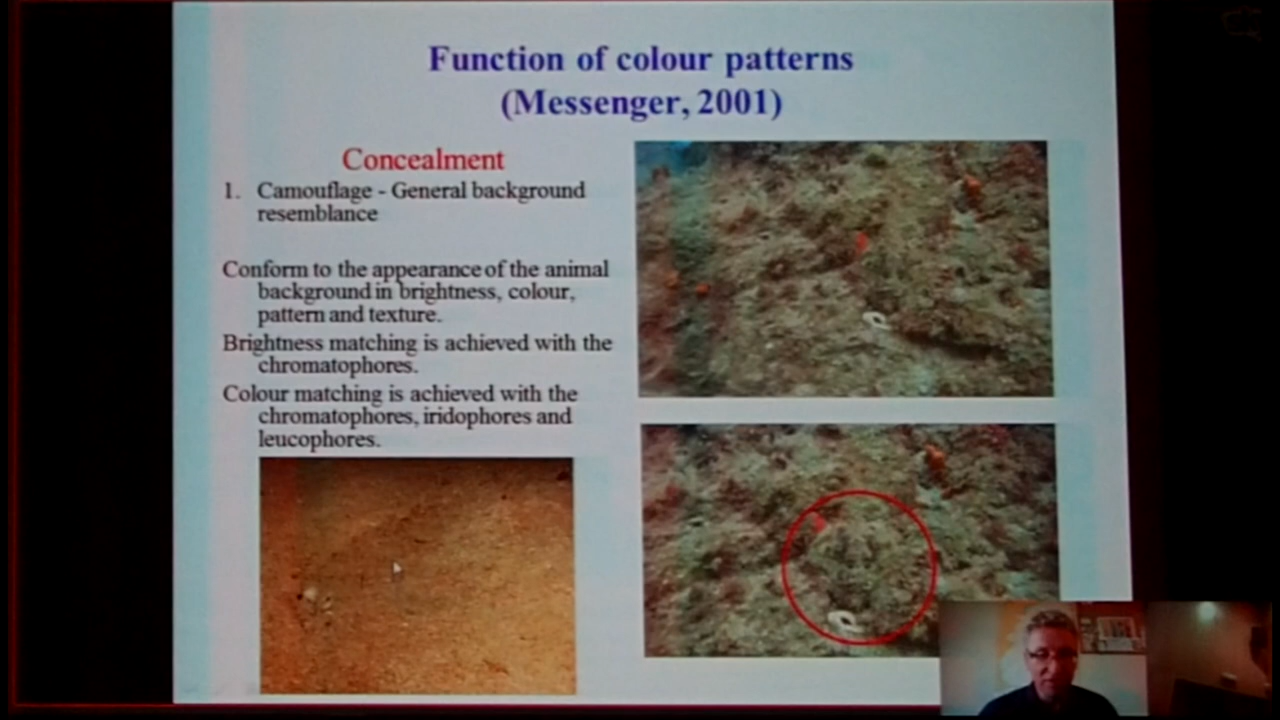 Function of colour patterns
(Messenger, 2001)
Concealment
1. Camouflage - General background
resemblance
Conform to the appearance of the animal
background in brightness, colour,
pattern and texture.
Brightness matching is achieved with the
chromatophores.
Colour matching is achieved with the
chromatophores, iridophores and
leucophores.